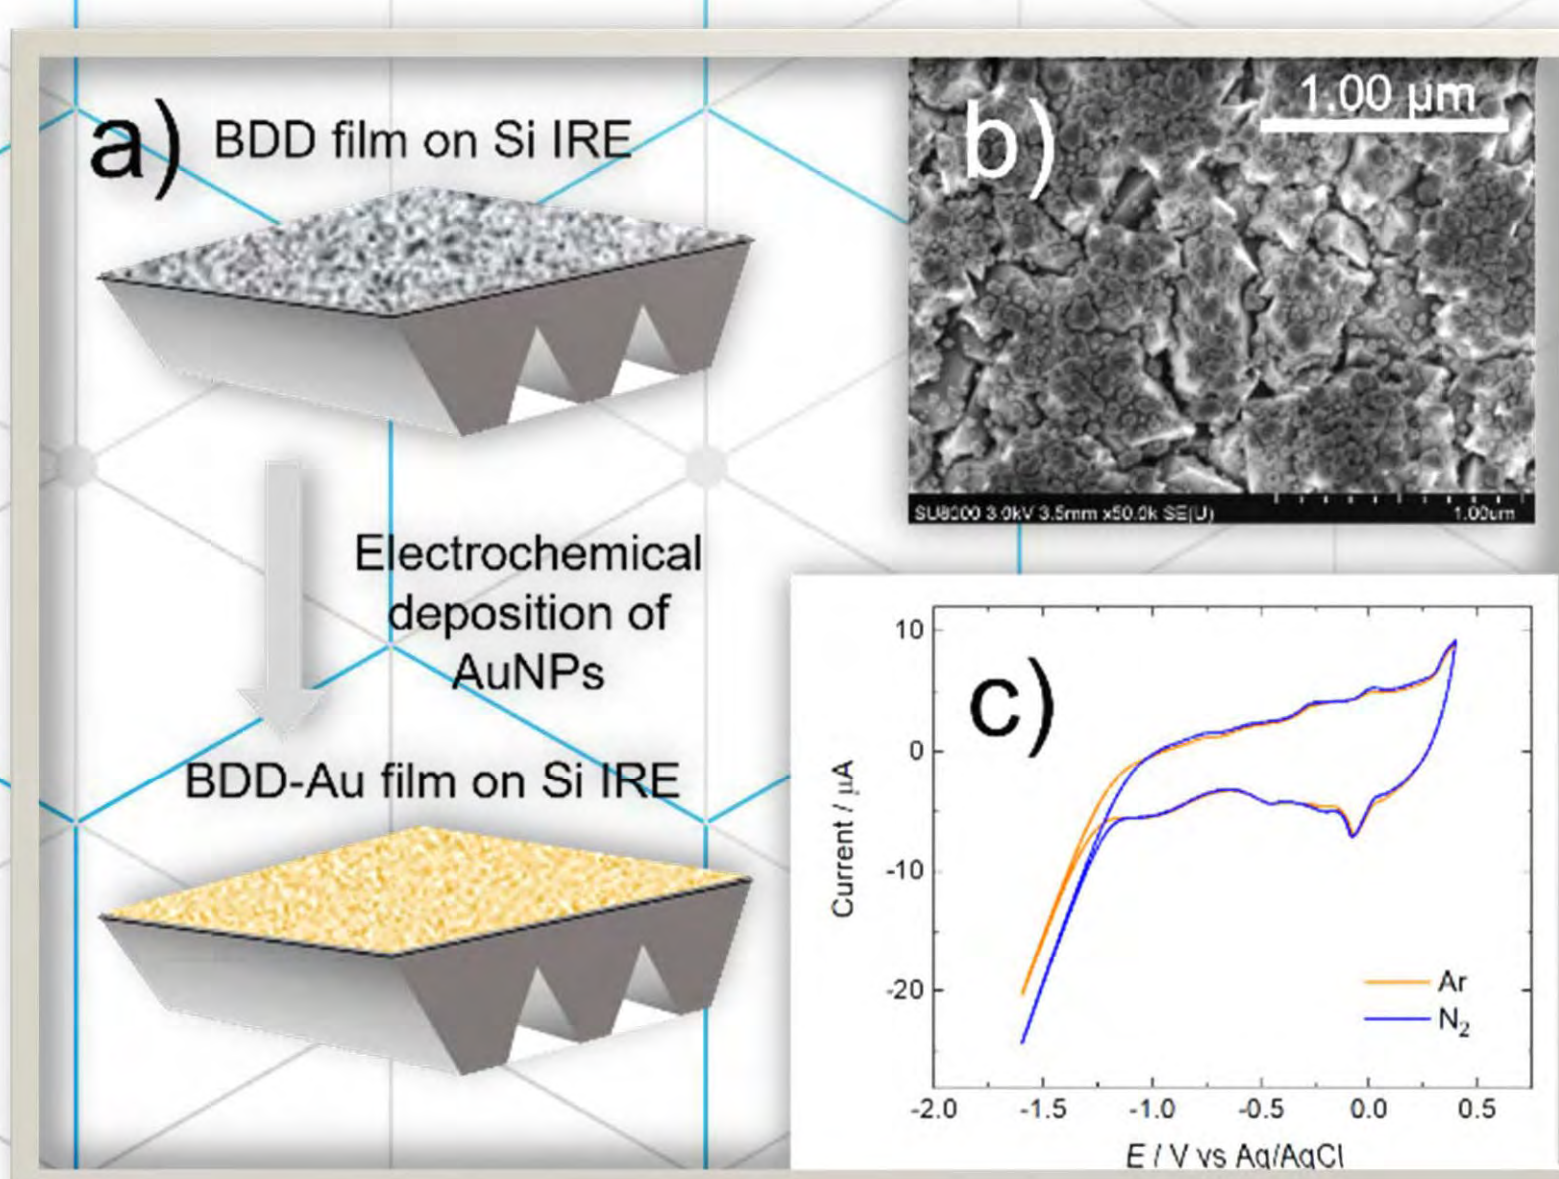 a) BDD film on Si IRE
Electrochemical
deposition of
AuNPs
BDD-Au film on Si IRE
b)
1.00 µm
SU8000 3.0kV 3.5mm x50.0k SE(U)
1.00um
c)
10
0
-10
-20
Current / µA
Ar
N₂
-2.0
-1.5
-1.0
-0.5
0.0
0.5
E / V vs Ag/AgCl